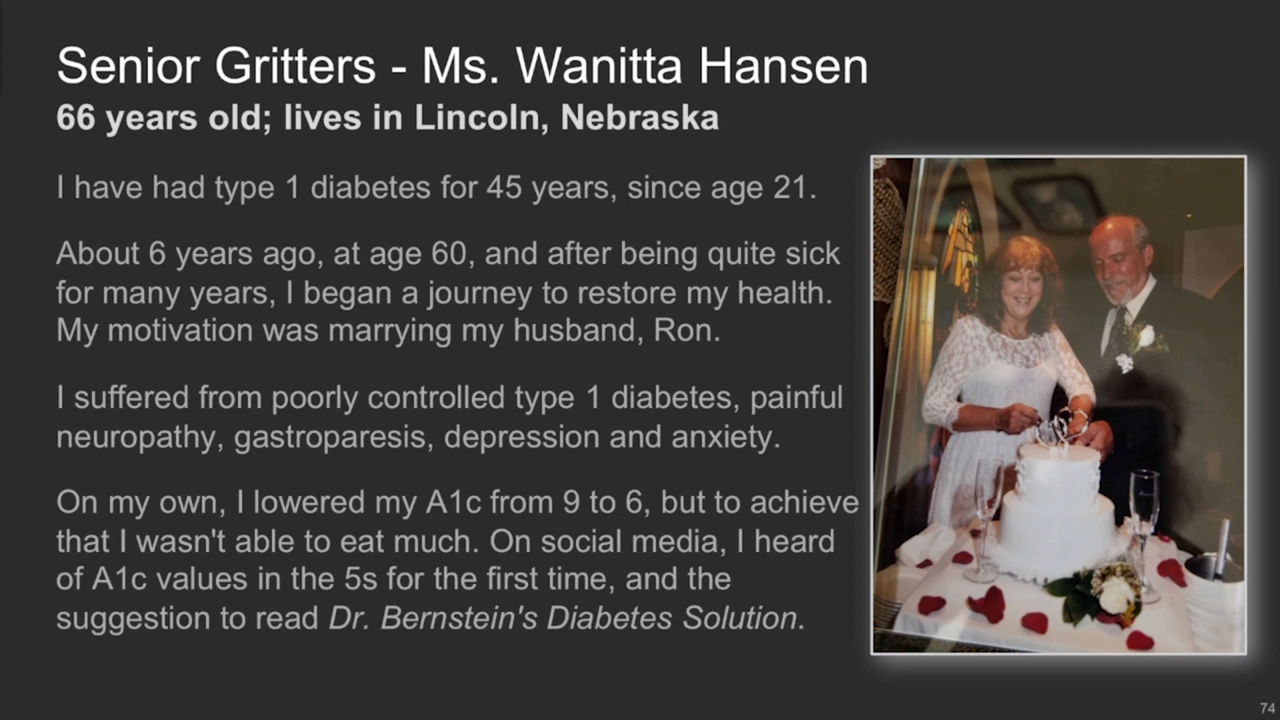 Senior Gritters - Ms. Wanitta Hansen
66 years old; lives in Lincoln, Nebraska
I have had type 1 diabetes for 45 years, since age 21.
About 6 years ago, at age 60, and after being quite sick
for many years, I began a journey to restore my health.
My motivation was marrying my husband, Ron.
I suffered from poorly controlled type 1 diabetes, painful
neuropathy, gastroparesis, depression and anxiety.
On my own, I lowered my A1c from 9 to 6, but to achieve
that I wasn't able to eat much. On social media, I heard
of A1c values in the 5s for the first time, and the
suggestion to read Dr. Bernstein's Diabetes Solution.
74